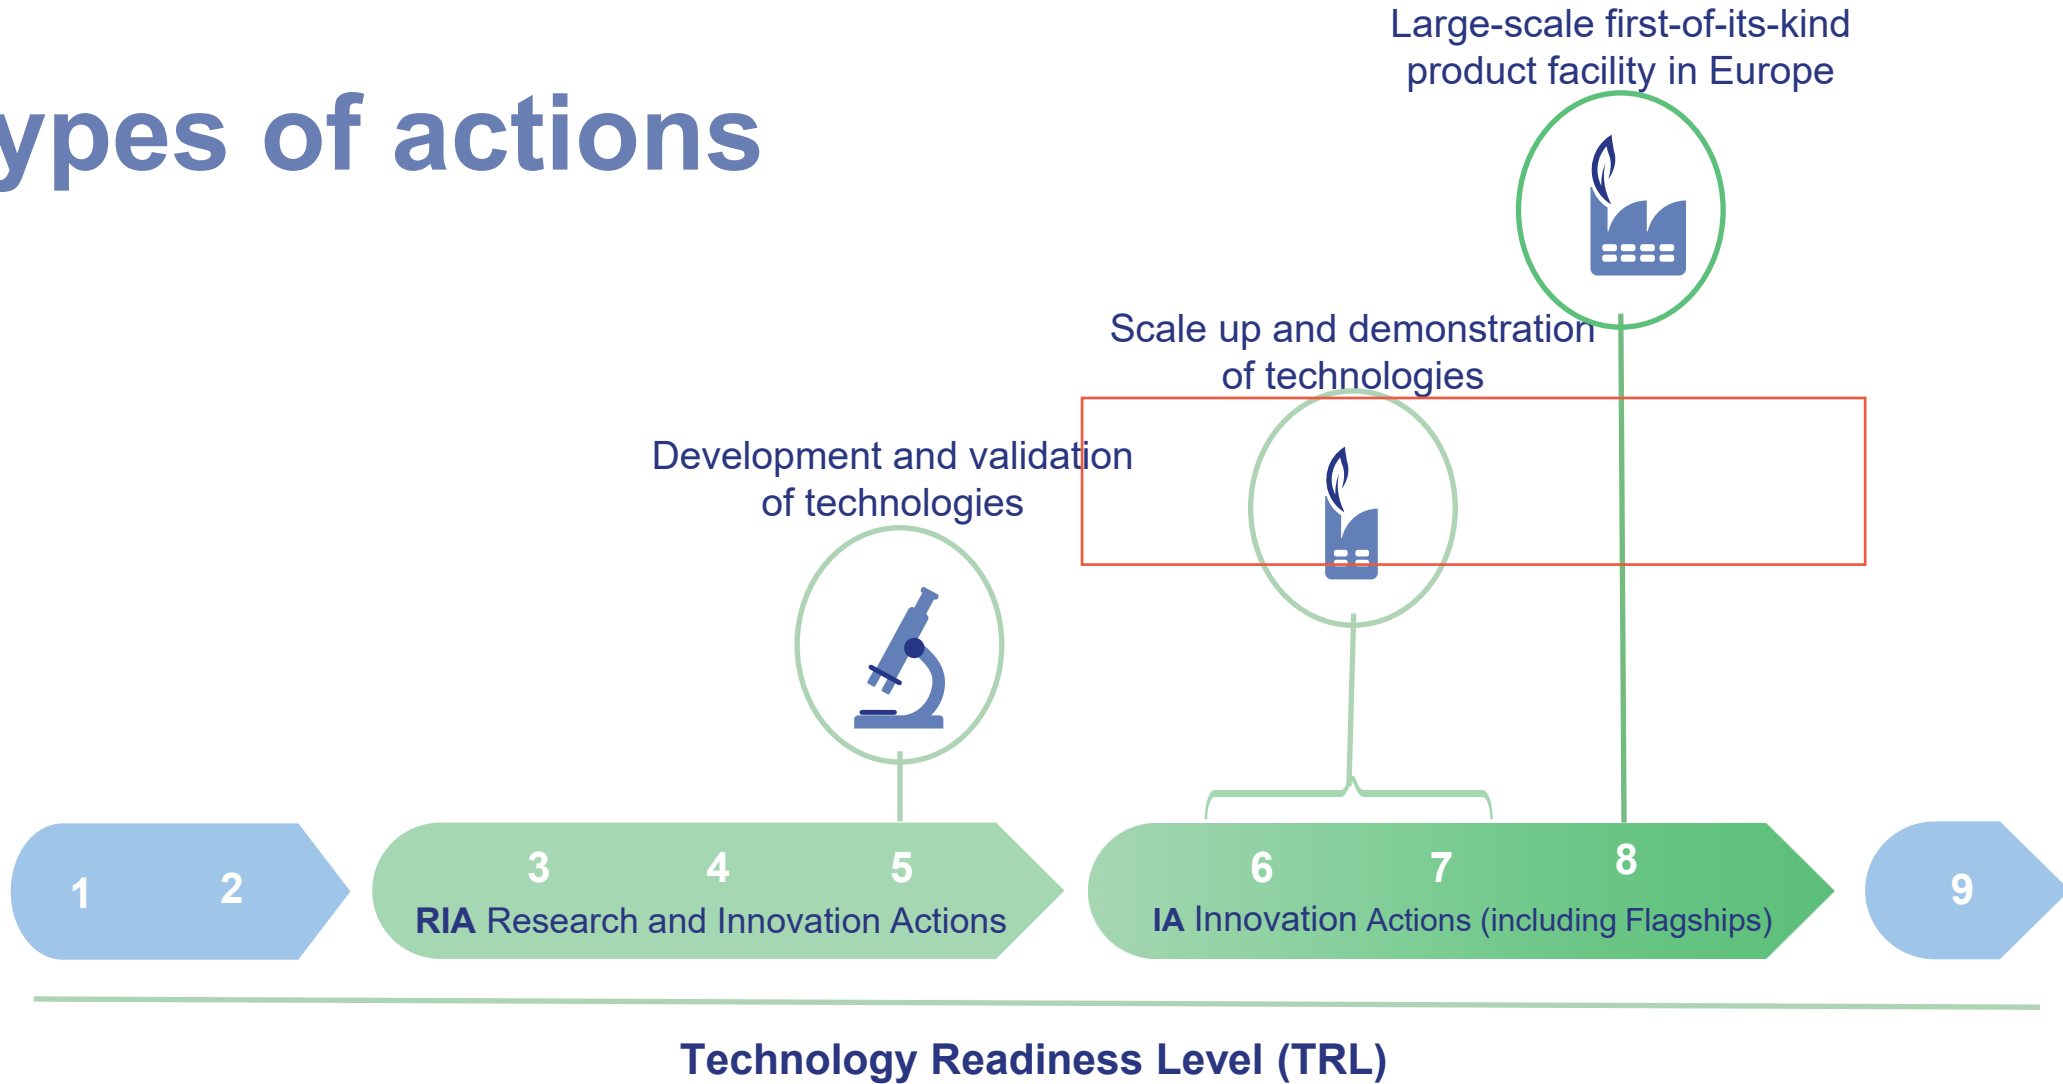 ypes of actions
Large-scale first-of-its-kind
product facility in Europe
Scale up and demonstration
of technologies
Development and validation
of technologies
1 2 3 4 5 6 7 8 9
RIA Research and Innovation Actions
IA Innovation Actions (including Flagships)
Technology Readiness Level (TRL)